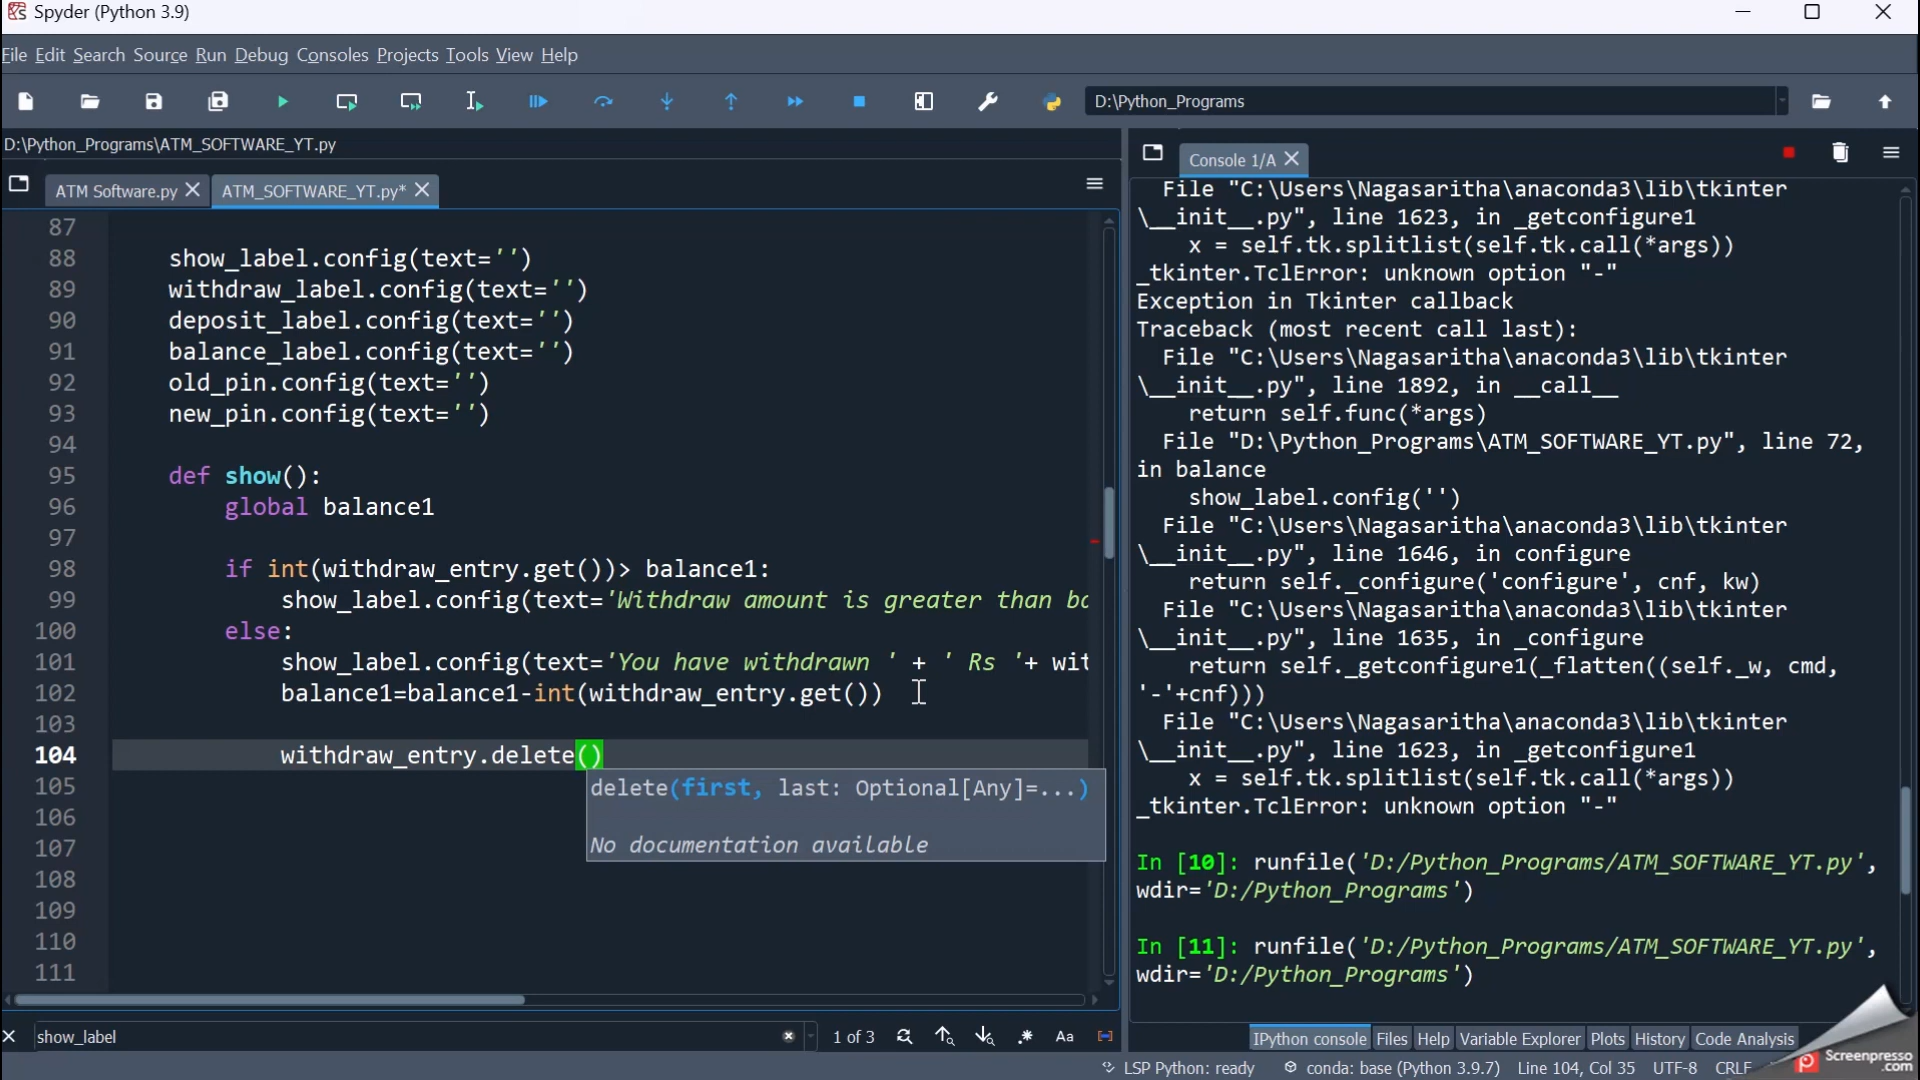 Spyder (Python 3.9)
File Edit Search Source Run Debug Consoles Projects Tools View Help
D:\Python_Programs
D:\Python_Programs\ATM_SOFTWARE_YT.py
ATM Software.py
ATM_SOFTWARE_YT.py*
87
88 show_label.config(text='')
89 withdraw_label.config(text='')
90 deposit_label.config(text='')
91 balance_label.config(text='')
92 old_pin.config(text='')
93 new_pin.config(text='')
94
95 def show():
96 global balance1
97
98 if int(withdraw_entry.get())> balance1:
99 show_label.config(text='Withdraw amount is greater than ba
100 else:
101 show_label.config(text='You have withdrawn ' + ' Rs '+ wit
102 balance1=balance1-int(withdraw_entry.get())
103
104 withdraw_entry.delete()
105
106
107
108
109
110
111
delete(first, last: Optional[Any]=...)
No documentation available
show_label
1 of 3
Aa
Console 1/A
File "C:\Users\Nagasaritha\anaconda3\lib\tkinter
\__init__.py", line 1623, in _getconfigure1
x = self.tk.splitlist(self.tk.call(*args))
_tkinter.TclError: unknown option "-"
Exception in Tkinter callback
Traceback (most recent call last):
File "C:\Users\Nagasaritha\anaconda3\lib\tkinter
\__init__.py", line 1892, in __call__
return self.func(*args)
File "D:\Python_Programs\ATM_SOFTWARE_YT.py", line 72,
in balance
show_label.config('')
File "C:\Users\Nagasaritha\anaconda3\lib\tkinter
\__init__.py", line 1646, in configure
return self._configure('configure', cnf, kw)
File "C:\Users\Nagasaritha\anaconda3\lib\tkinter
\__init__.py", line 1635, in _configure
return self._getconfigure1(_flatten((self._w, cmd,
'-'+cnf)))
File "C:\Users\Nagasaritha\anaconda3\lib\tkinter
\__init__.py", line 1623, in _getconfigure1
x = self.tk.splitlist(self.tk.call(*args))
_tkinter.TclError: unknown option "-"
In [10]: runfile('D:/Python_Programs/ATM_SOFTWARE_YT.py',
wdir='D:/Python_Programs')
In [11]: runfile('D:/Python_Programs/ATM_SOFTWARE_YT.py',
wdir='D:/Python_Programs')
IPython console Files Help Variable Explorer Plots History Code Analysis
LSP Python: ready conda: base (Python 3.9.7) Line 104, Col 35 UTF-8 CRLF
Screenpresso
.com